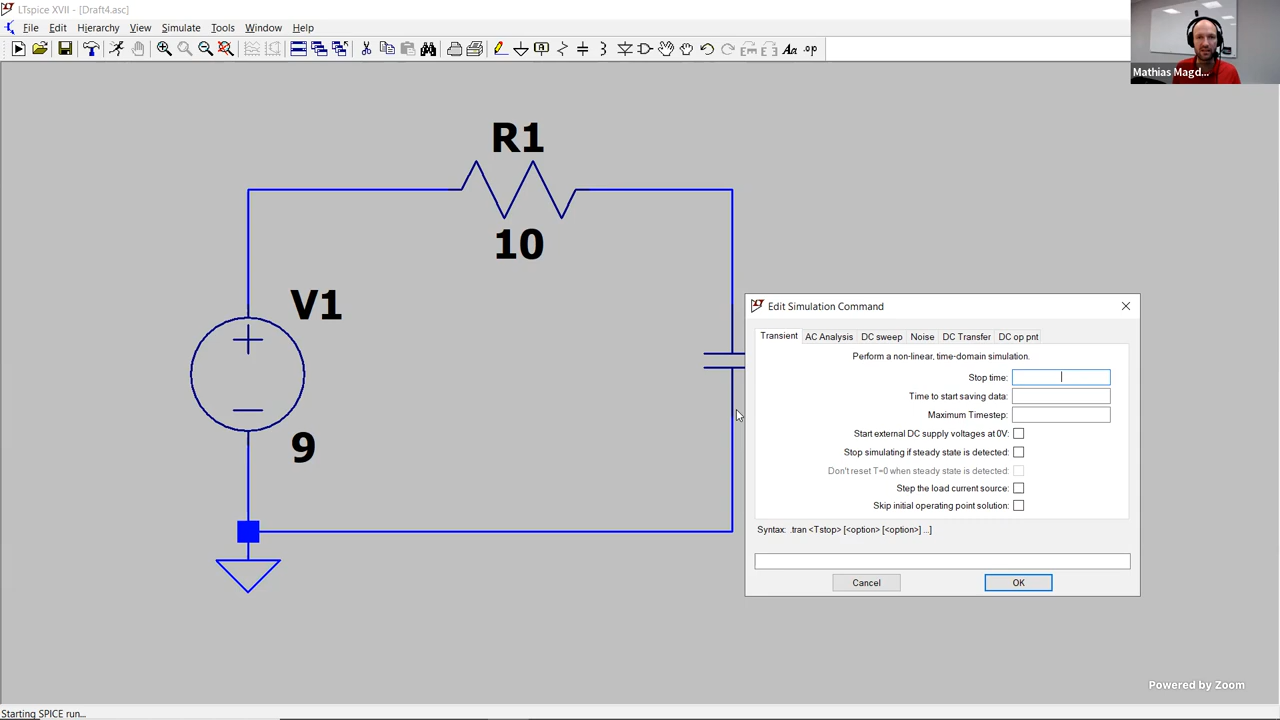 LTspice XVII - [Draft4.asc]
File Edit Hierarchy View Simulate Tools Window Help
Aa .op
Mathias Magd...
R1
10
V1
9
Edit Simulation Command
Transient AC Analysis DC sweep Noise DC Transfer DC op pnt
Perform a non-linear, time-domain simulation.
Stop time:
Time to start saving data:
Maximum Timestep:
Start external DC supply voltages at 0V:
Stop simulating if steady state is detected:
Don't reset T=0 when steady state is detected:
Step the load current source:
Skip initial operating point solution:
Syntax: .tran <Tstop> [<option> [<option>] ...]
Cancel OK
Powered by Zoom
Starting SPICE run...